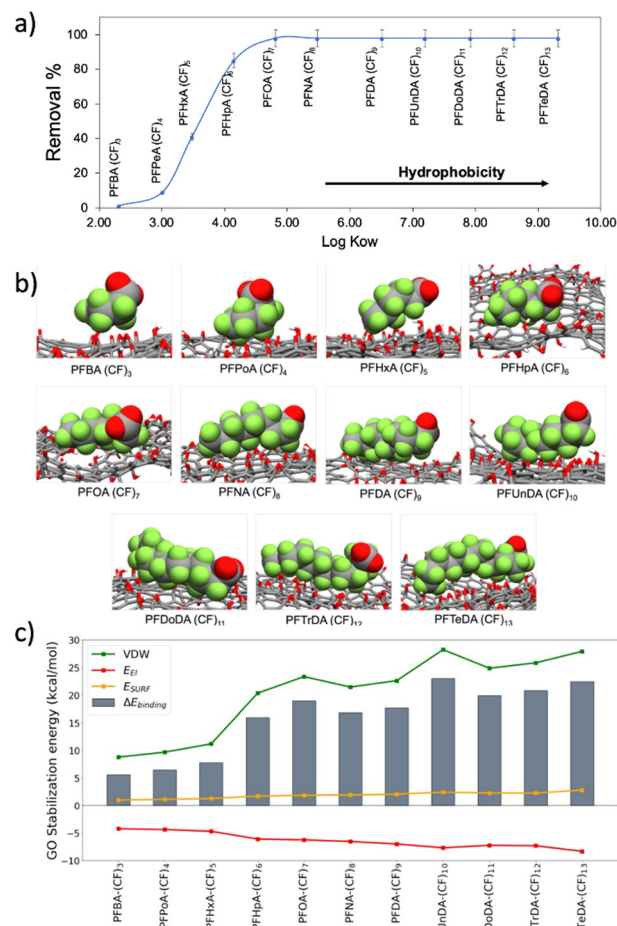 a)
Removal %
100
80
60
40
20
0
PFBA (CF)3
PFPeA (CF)4
PFHxA (CF)5
PFHpA (CF)6
PFOA (CF)7
PFNA (CF)8
PFDA (CF)9
PFUnDA (CF)10
PFDoDA (CF)11
PFTrDA (CF)12
PFTeDA (CF)13
Hydrophobicity
2.00 3.00 4.00 5.00 6.00 7.00 8.00 9.00 10.00
Log Kow
b)
PFBA (CF)3 PFPoA (CF)4 PFHxA (CF)5 PFHpA (CF)6
PFOA (CF)7 PFNA (CF)8 PFDA (CF)9 PFUnDA (CF)10
PFDoDA (CF)11 PFTrDA (CF)12 PFTeDA (CF)13
c)
GO Stabilization energy (kcal/mol)
30
25
20
15
10
5
0
−5
−10
VDW
E_El
E_SURF
ΔE_binding
PFBA-(CF)3
PFPoA-(CF)4
PFHxA-(CF)5
PFHpA-(CF)6
PFOA-(CF)7
PFNA-(CF)8
PFDA-(CF)9
UnDA-(CF)10
DoDA-(CF)11
TrDA-(CF)12
TeDA-(CF)13